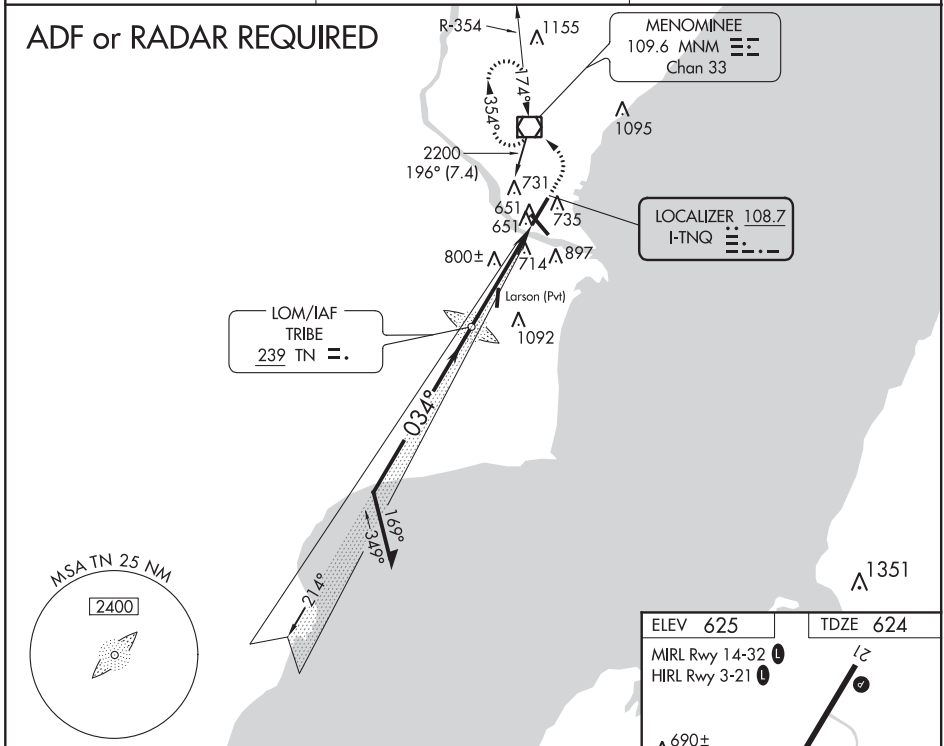 ADF or RADAR REQUIRED
R-354
1155
MENOMINEE
109.6 MNM
Chan 33
174°
354°
1095
2200
196° (7.4)
731
651
651
735
LOCALIZER 108.7
I-TNQ
800±
714
897
Larson (Pvt)
LOM/IAF
TRIBE
239 TN
1092
034°
169°
349°
214°
MSA TN 25 NM
2400
1351
ELEV 625
TDZE 624
MIRL Rwy 14-32 L
HIRL Rwy 3-21 L
21
P
690±